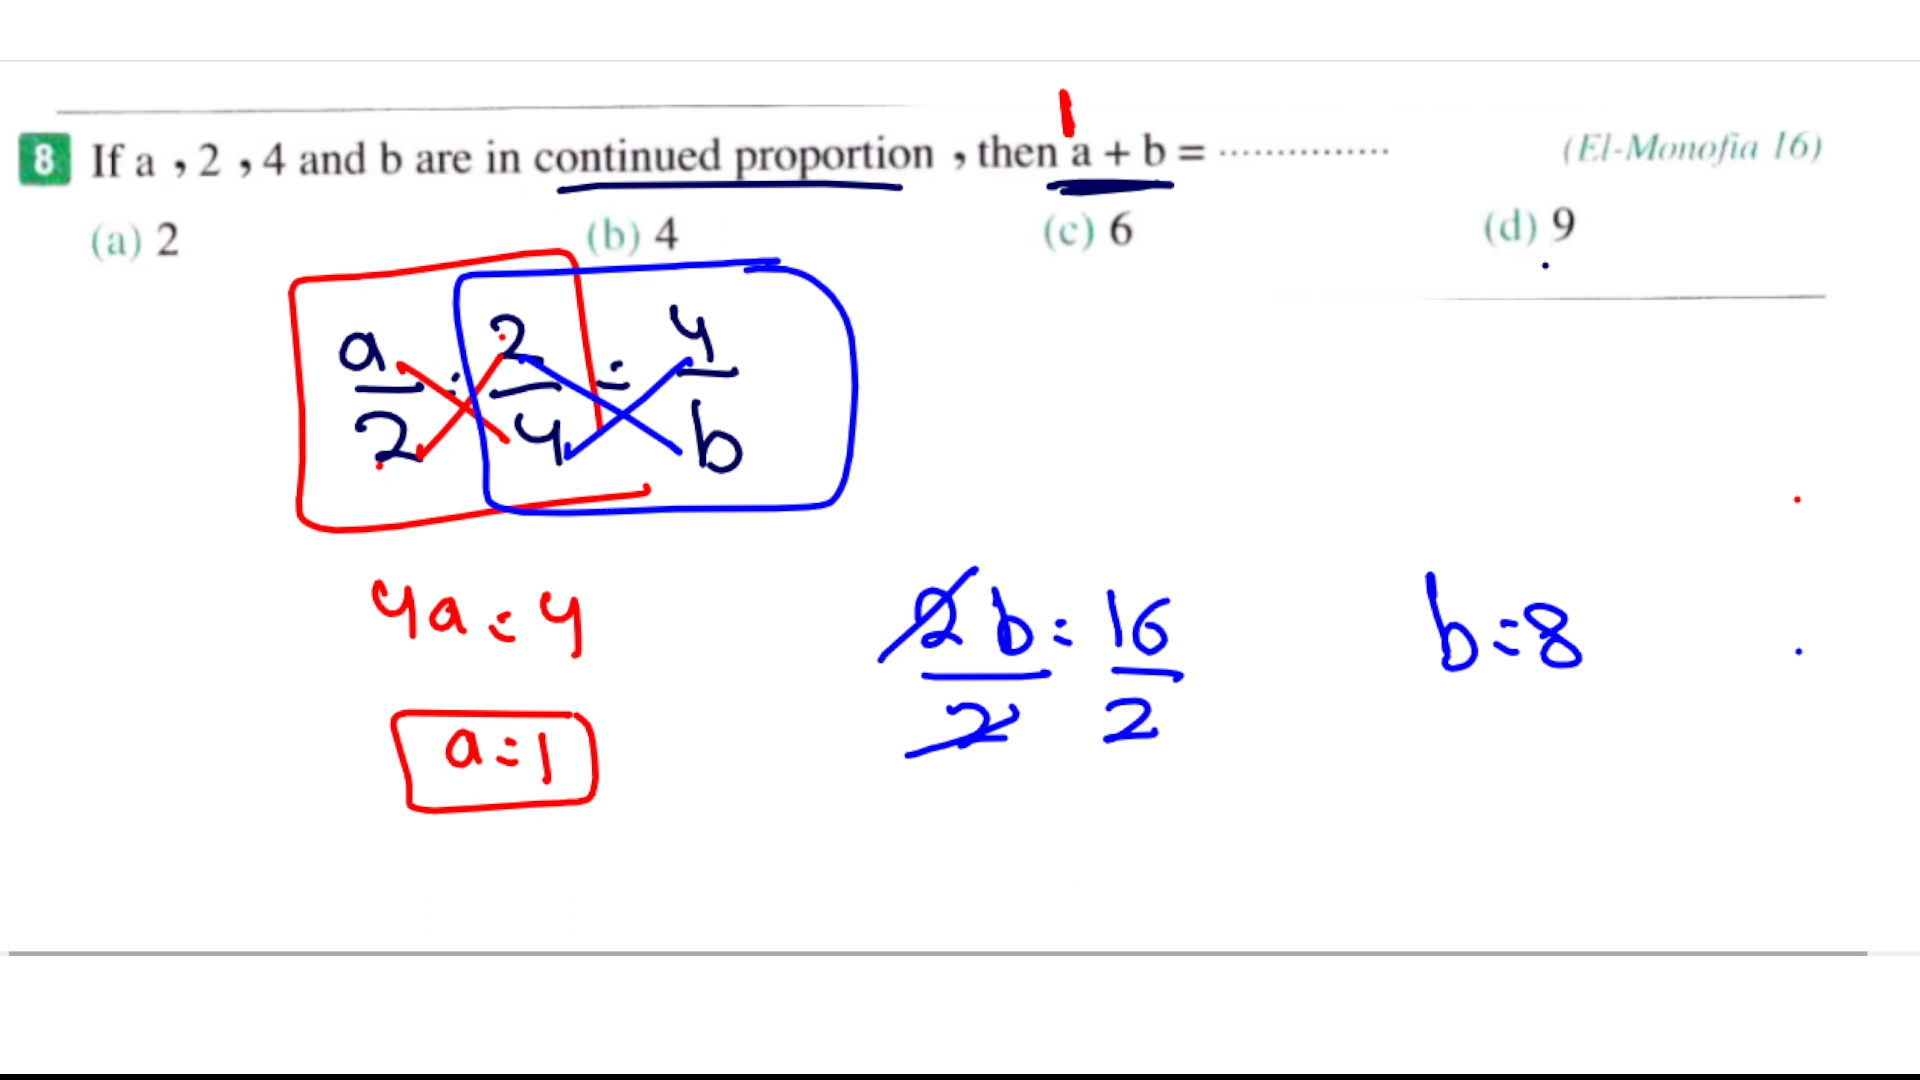 1
8 If a , 2 , 4 and b are in continued proportion , then a + b = ............... (El-Monofia 16)
(a) 2 (b) 4 (c) 6 (d) 9
a/2 = 2/4 = 4/b
4a = 4 2b/2 = 16/2 b = 8
a = 1